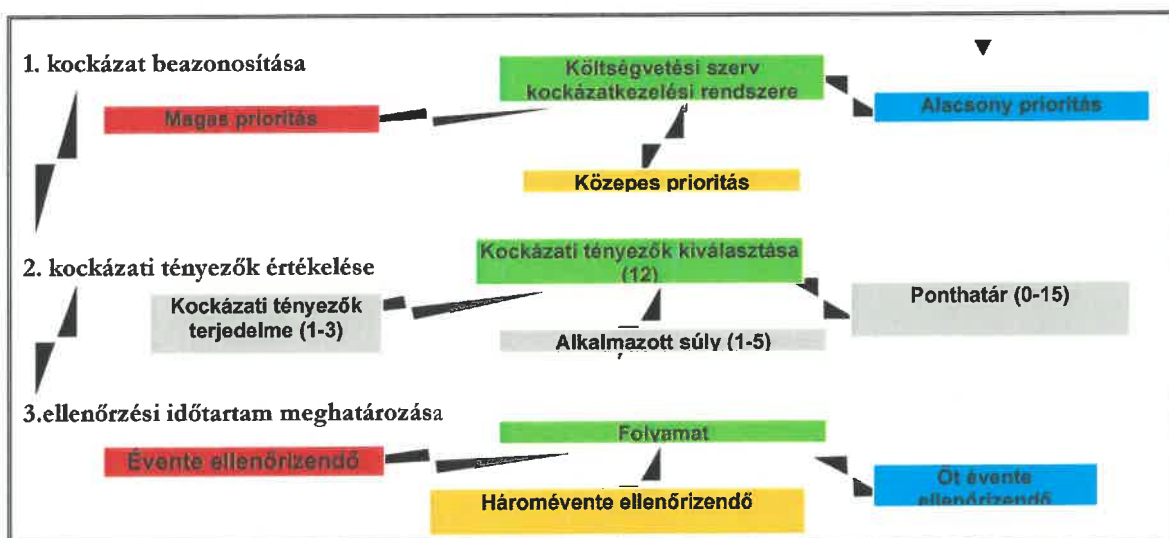 1. kockázat beazonosítása
Költségvetési szerv
kockázatkezelési rendszere
Magas prioritás
Alacsony prioritás
Közepes prioritás
2. kockázati tényezők értékelése
Kockázati tényezők kiválasztása
(12)
Kockázati tényezők
terjedelme (1-3)
Ponthatár (0-15)
Alkalmazott súly (1-5)
3.ellenőrzési időtartam meghatározása
Folyamat
Évente ellenőrizendő
Öt évente
ellenőrizendő
Háromévente ellenőrizendő